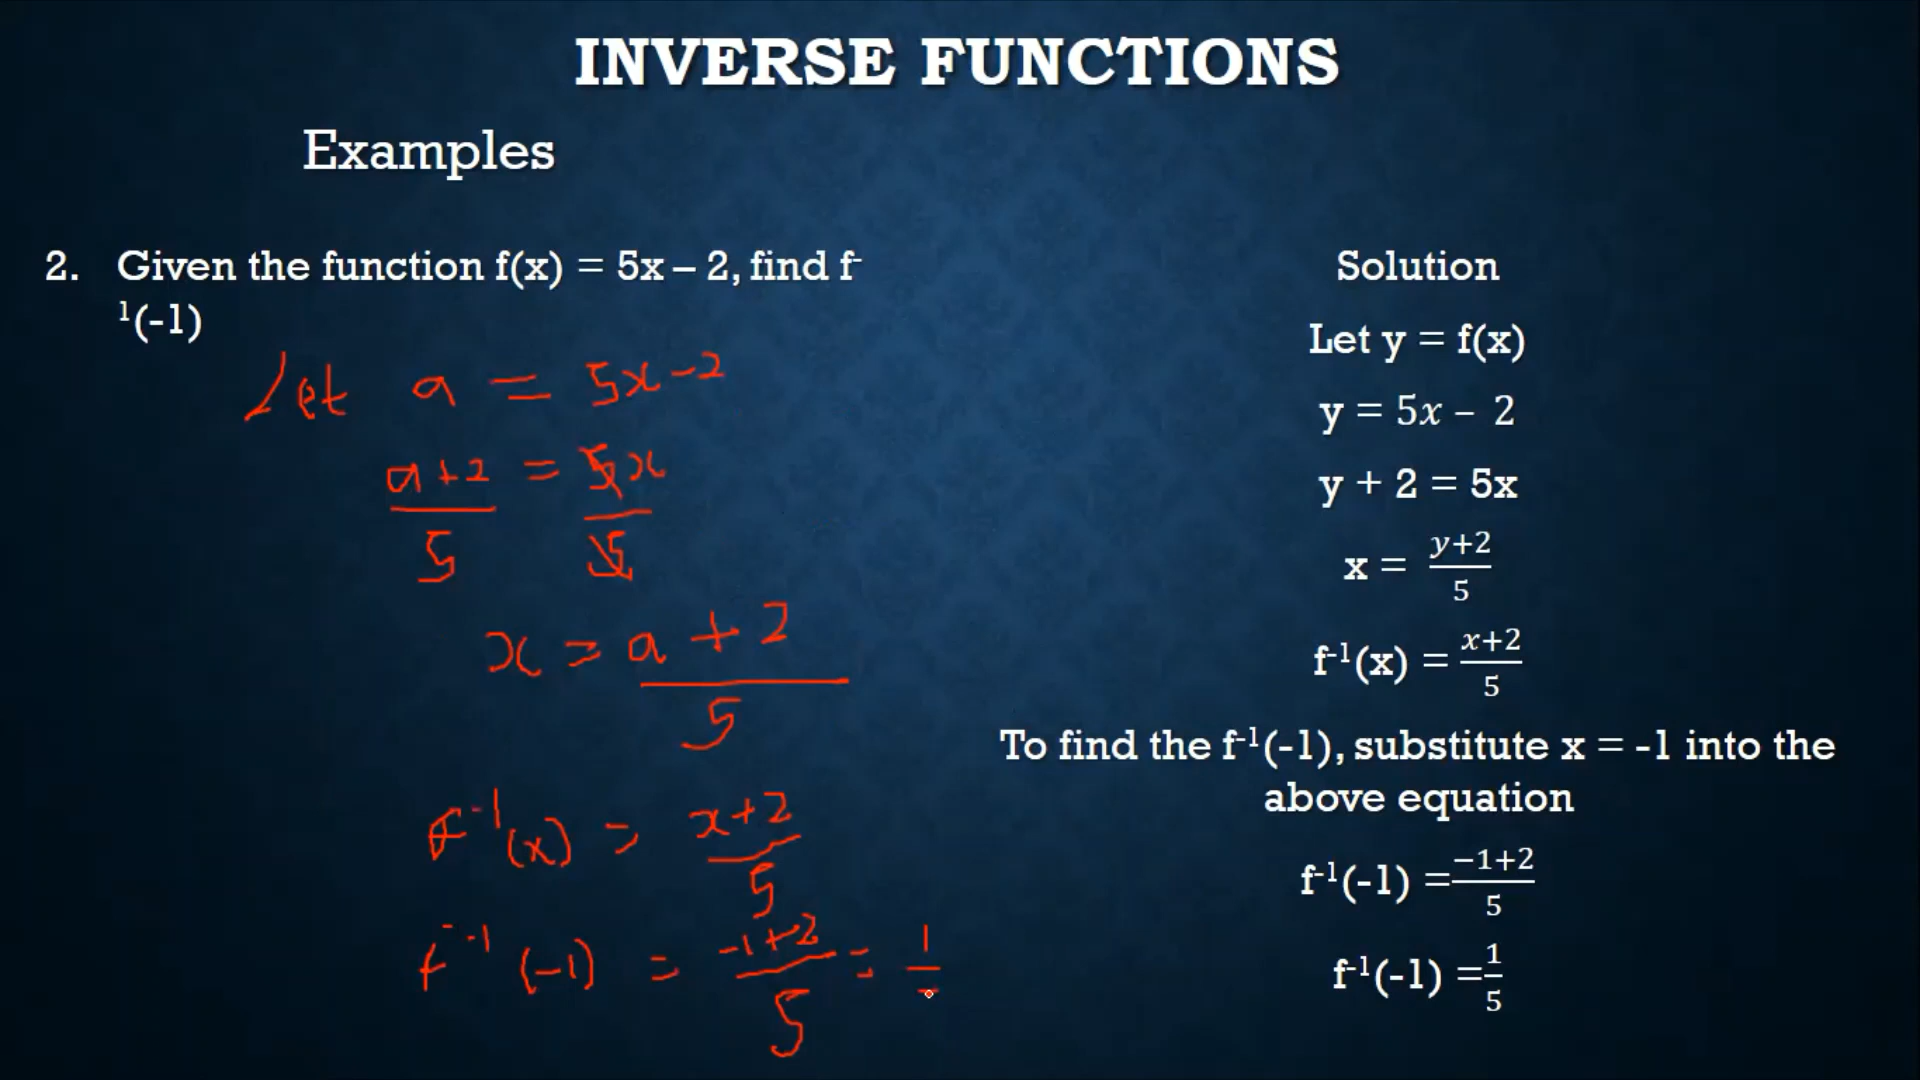 INVERSE FUNCTIONS
Examples
2. Given the function f(x) = 5x – 2, find f⁻
¹(-1)
Let a = 5x - 2
a + 2 / 5 = 5x / 5
x = a + 2 / 5
f⁻¹(x) = x + 2 / 5
f⁻¹(-1) = -1 + 2 / 5 = 1
Solution
Let y = f(x)
y = 5x – 2
y + 2 = 5x
x = y+2 / 5
f⁻¹(x) = x+2 / 5
To find the f⁻¹(-1), substitute x = -1 into the
above equation
f⁻¹(-1) = −1+2 / 5
f⁻¹(-1) = 1 / 5